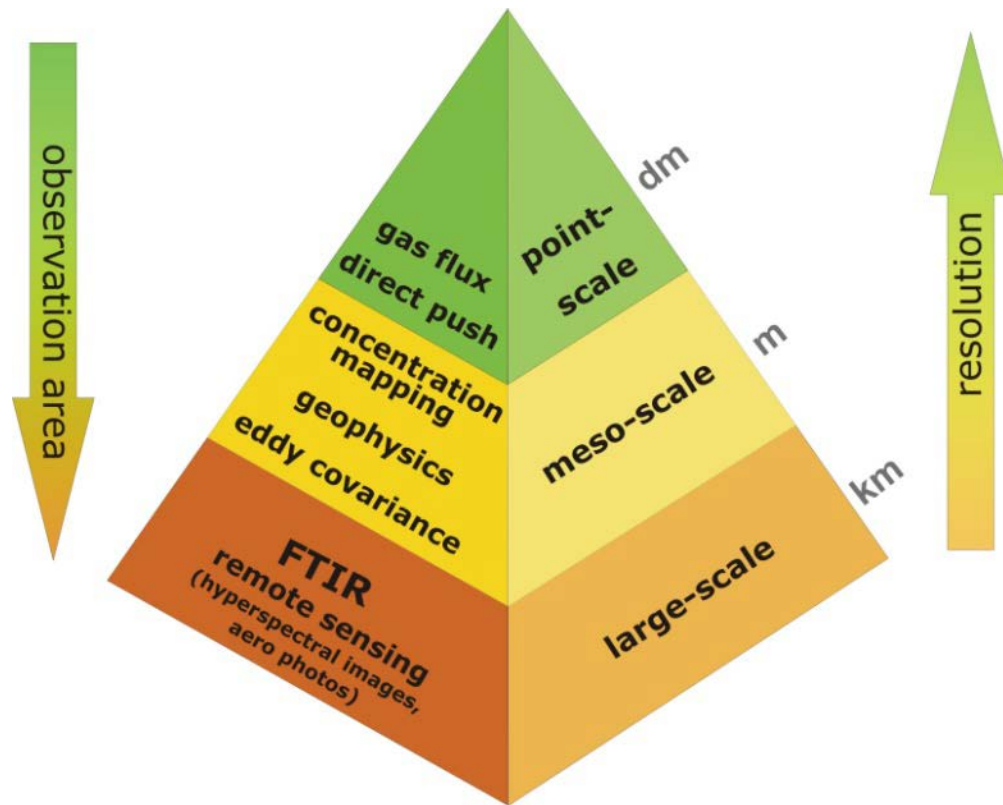 observation area
gas flux
direct push
point-
scale
dm
concentration
mapping
geophysics
eddy covariance
meso-scale
m
FTIR
remote sensing
(hyperspectral images,
aero photos)
large-scale
km
resolution